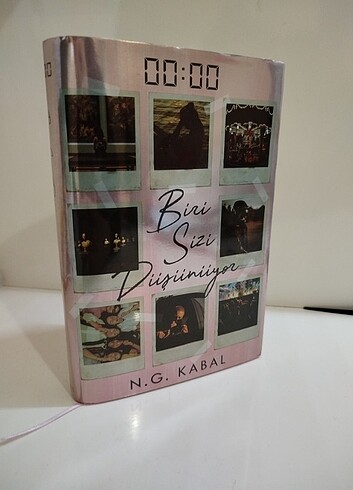 00:00
Biri
Sizi
Düşünüyor
N.G. KABAL